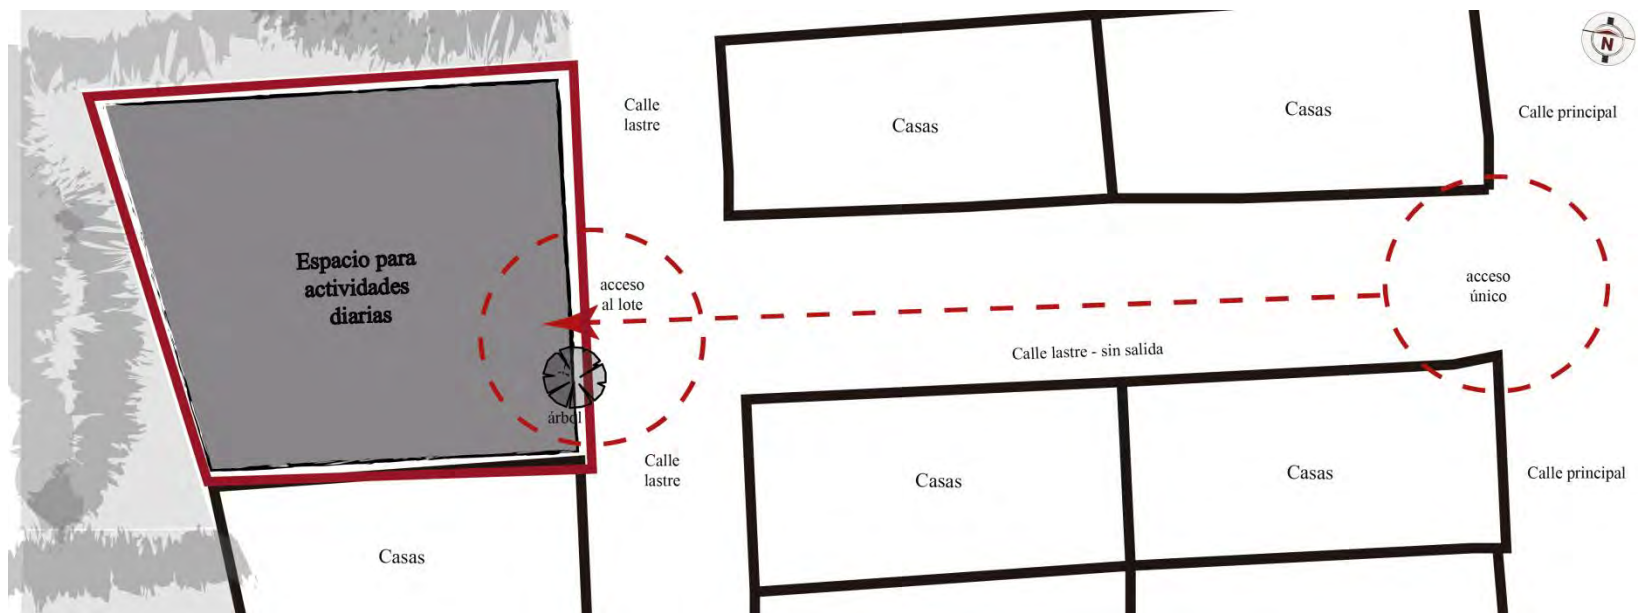 N
Calle
lastre
Casas
Casas
Calle principal
Espacio para
actividades
diarias
acceso
al lote
acceso
único
Calle lastre - sin salida
árbol
Calle
lastre
Casas
Casas
Calle principal
Casas